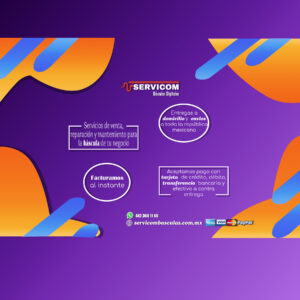 SERVICOM
Básculas Digitales
Servicios de venta,
reparación y mantenimiento para
la báscula de tu negocio
Entregas a
domicilio y envíos
a toda la república
mexicana
Facturamos
al instante
Aceptamos pago con
tarjeta de crédito, débito,
transferencia bancaria y
efectivo a contra
entrega
servicombasculas.com.mx
VISA
PayPal